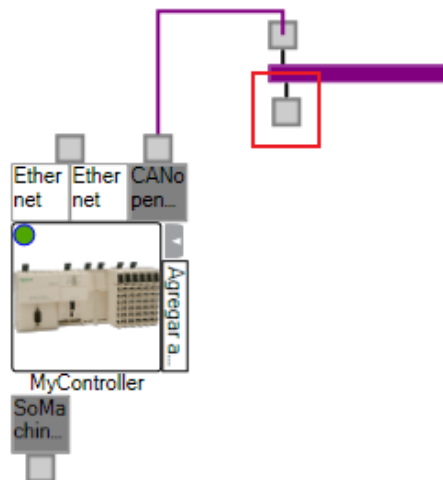 Ether
net
Ether
net
CANo
pen...
Agregar a...
MyController
SoMa
chin...